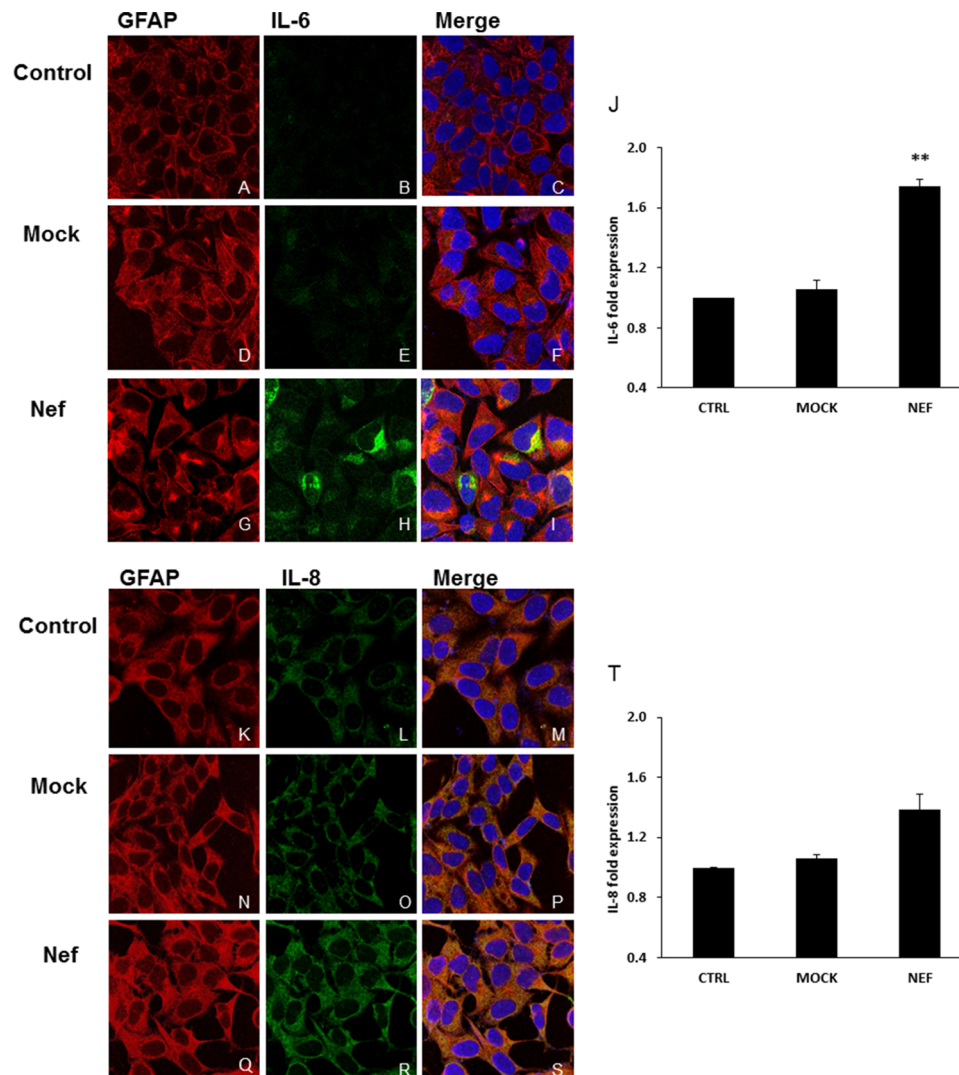 GFAP IL-6 Merge
Control
A B C
Mock
D E F
Nef
G H I
J
2.0
1.6
1.2
0.8
0.4
IL-6 fold expression
**
CTRL MOCK NEF
GFAP IL-8 Merge
Control
K L M
Mock
N O P
Nef
Q R S
T
2.0
1.6
1.2
0.8
0.4
IL-8 fold expression
CTRL MOCK NEF